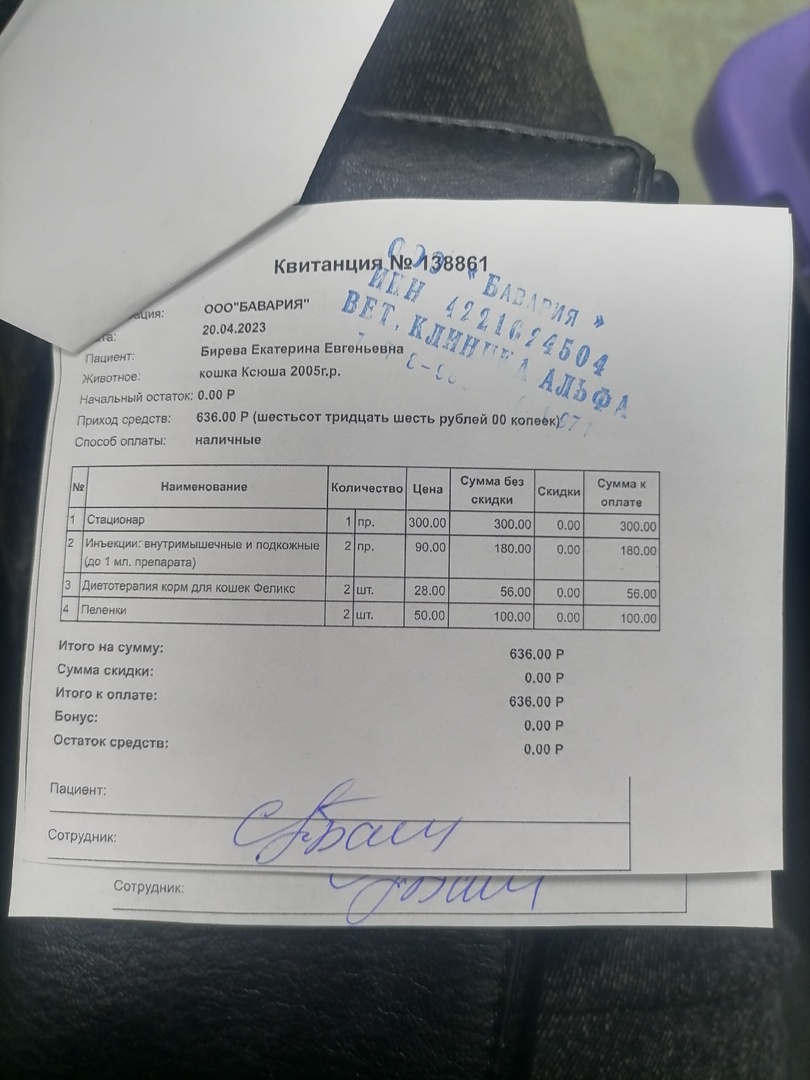 Квитанция № 138861
ООО "БАВАРИЯ"
20.04.2023
Пациент: Бирева Екатерина Евгеньевна
Животное: кошка Ксюша 2005г.р.
Начальный остаток: 0.00 Р
Приход средств: 636.00 Р (шестьсот тридцать шесть рублей 00 копеек)
Способ оплаты: наличные
ООО « БАВАРИЯ »
ИНН 4221024504
ВЕТ. КЛИНИКА АЛЬФА
№ Наименование Количество Цена Сумма без скидки Скидки Сумма к оплате
1 Стационар 1 пр. 300.00 300.00 0.00 300.00
2 Инъекции: внутримышечные и подкожные (до 1 мл. препарата) 2 пр. 90.00 180.00 0.00 180.00
3 Диетотерапия корм для кошек Феликс 2 шт. 28.00 56.00 0.00 56.00
4 Пеленки 2 шт. 50.00 100.00 0.00 100.00
Итого на сумму: 636.00 Р
Сумма скидки: 0.00 Р
Итого к оплате: 636.00 Р
Бонус: 0.00 Р
Остаток средств: 0.00 Р
Пациент:
Сотрудник:
Сотрудник: